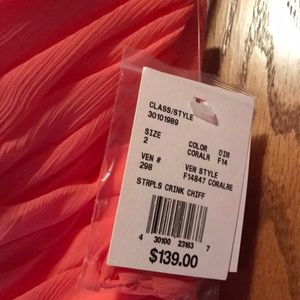 CLASS/STYLE
30101989
SIZE COLOR DIM
2 CORALR F14
VEN # VEN STYLE
298 F14847 CORALRE
STRPLS CRINK CHIFF
4 30100 23163 7
$139.00